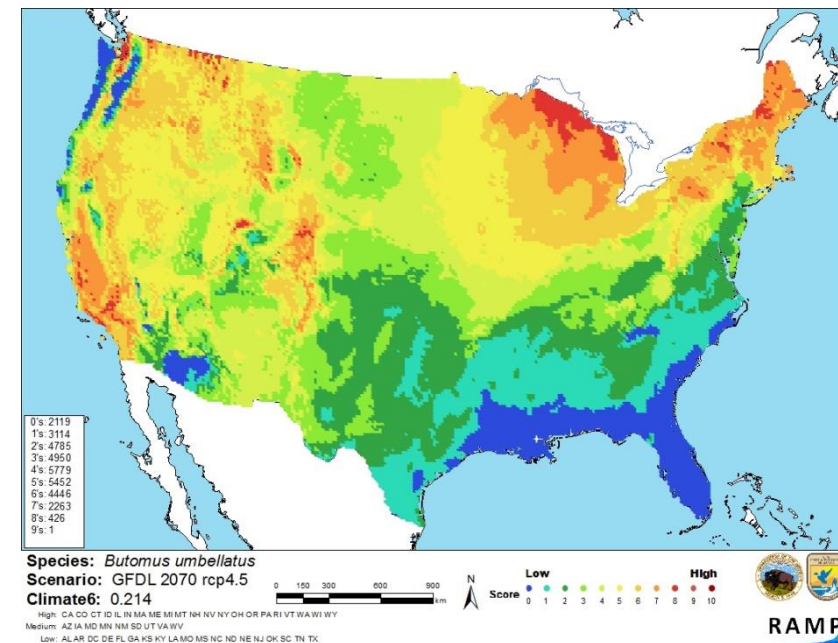 0's: 2119
1's: 3114
2's: 4785
3's: 4950
4's: 5779
5's: 5452
6's: 4446
7's: 2263
8's: 426
9's: 1
Species: Butomus umbellatus
Scenario: GFDL 2070 rcp4.5
Climate6: 0.214
High: CA CO CT ID IL IN MA ME MI MT NH NV NY OH OR PA RI VT WA WI WY
Medium: AZ IA MD MN NM SD UT VA WV
Low: AL AR DC DE FL GA KS KY LA MO MS NC ND NE NJ OK SC TN TX
0 150 300 600 900
km
N
Low High
Score 0 1 2 3 4 5 6 7 8 9 10
RAMP